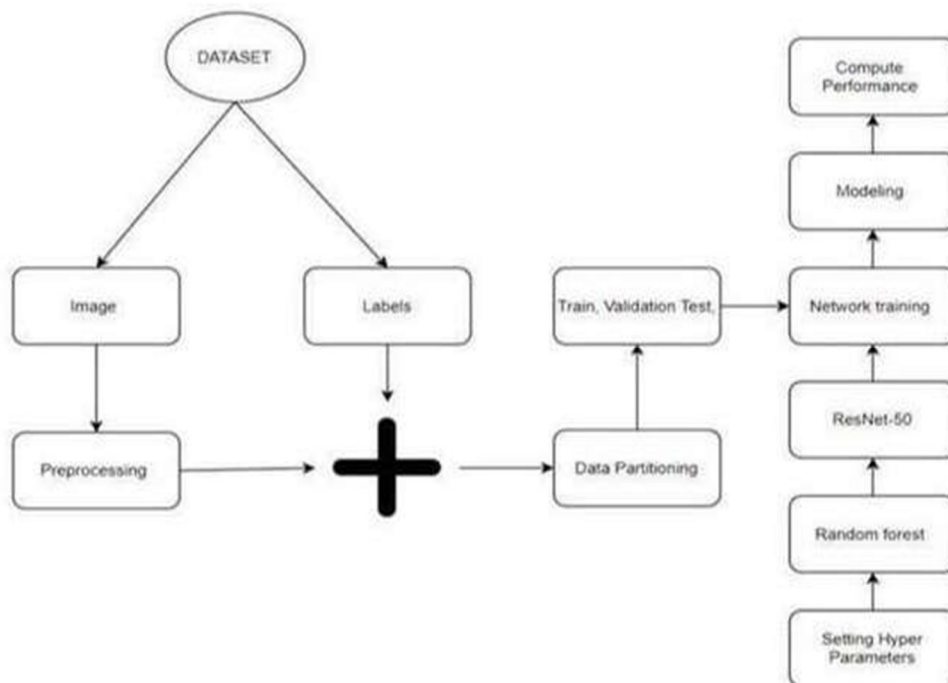 DATASET
Compute
Performance
Modeling
Image
Labels
Train, Validation Test,
Network training
ResNet-50
Preprocessing
Data Partitioning
Random forest
Setting Hyper
Parameters